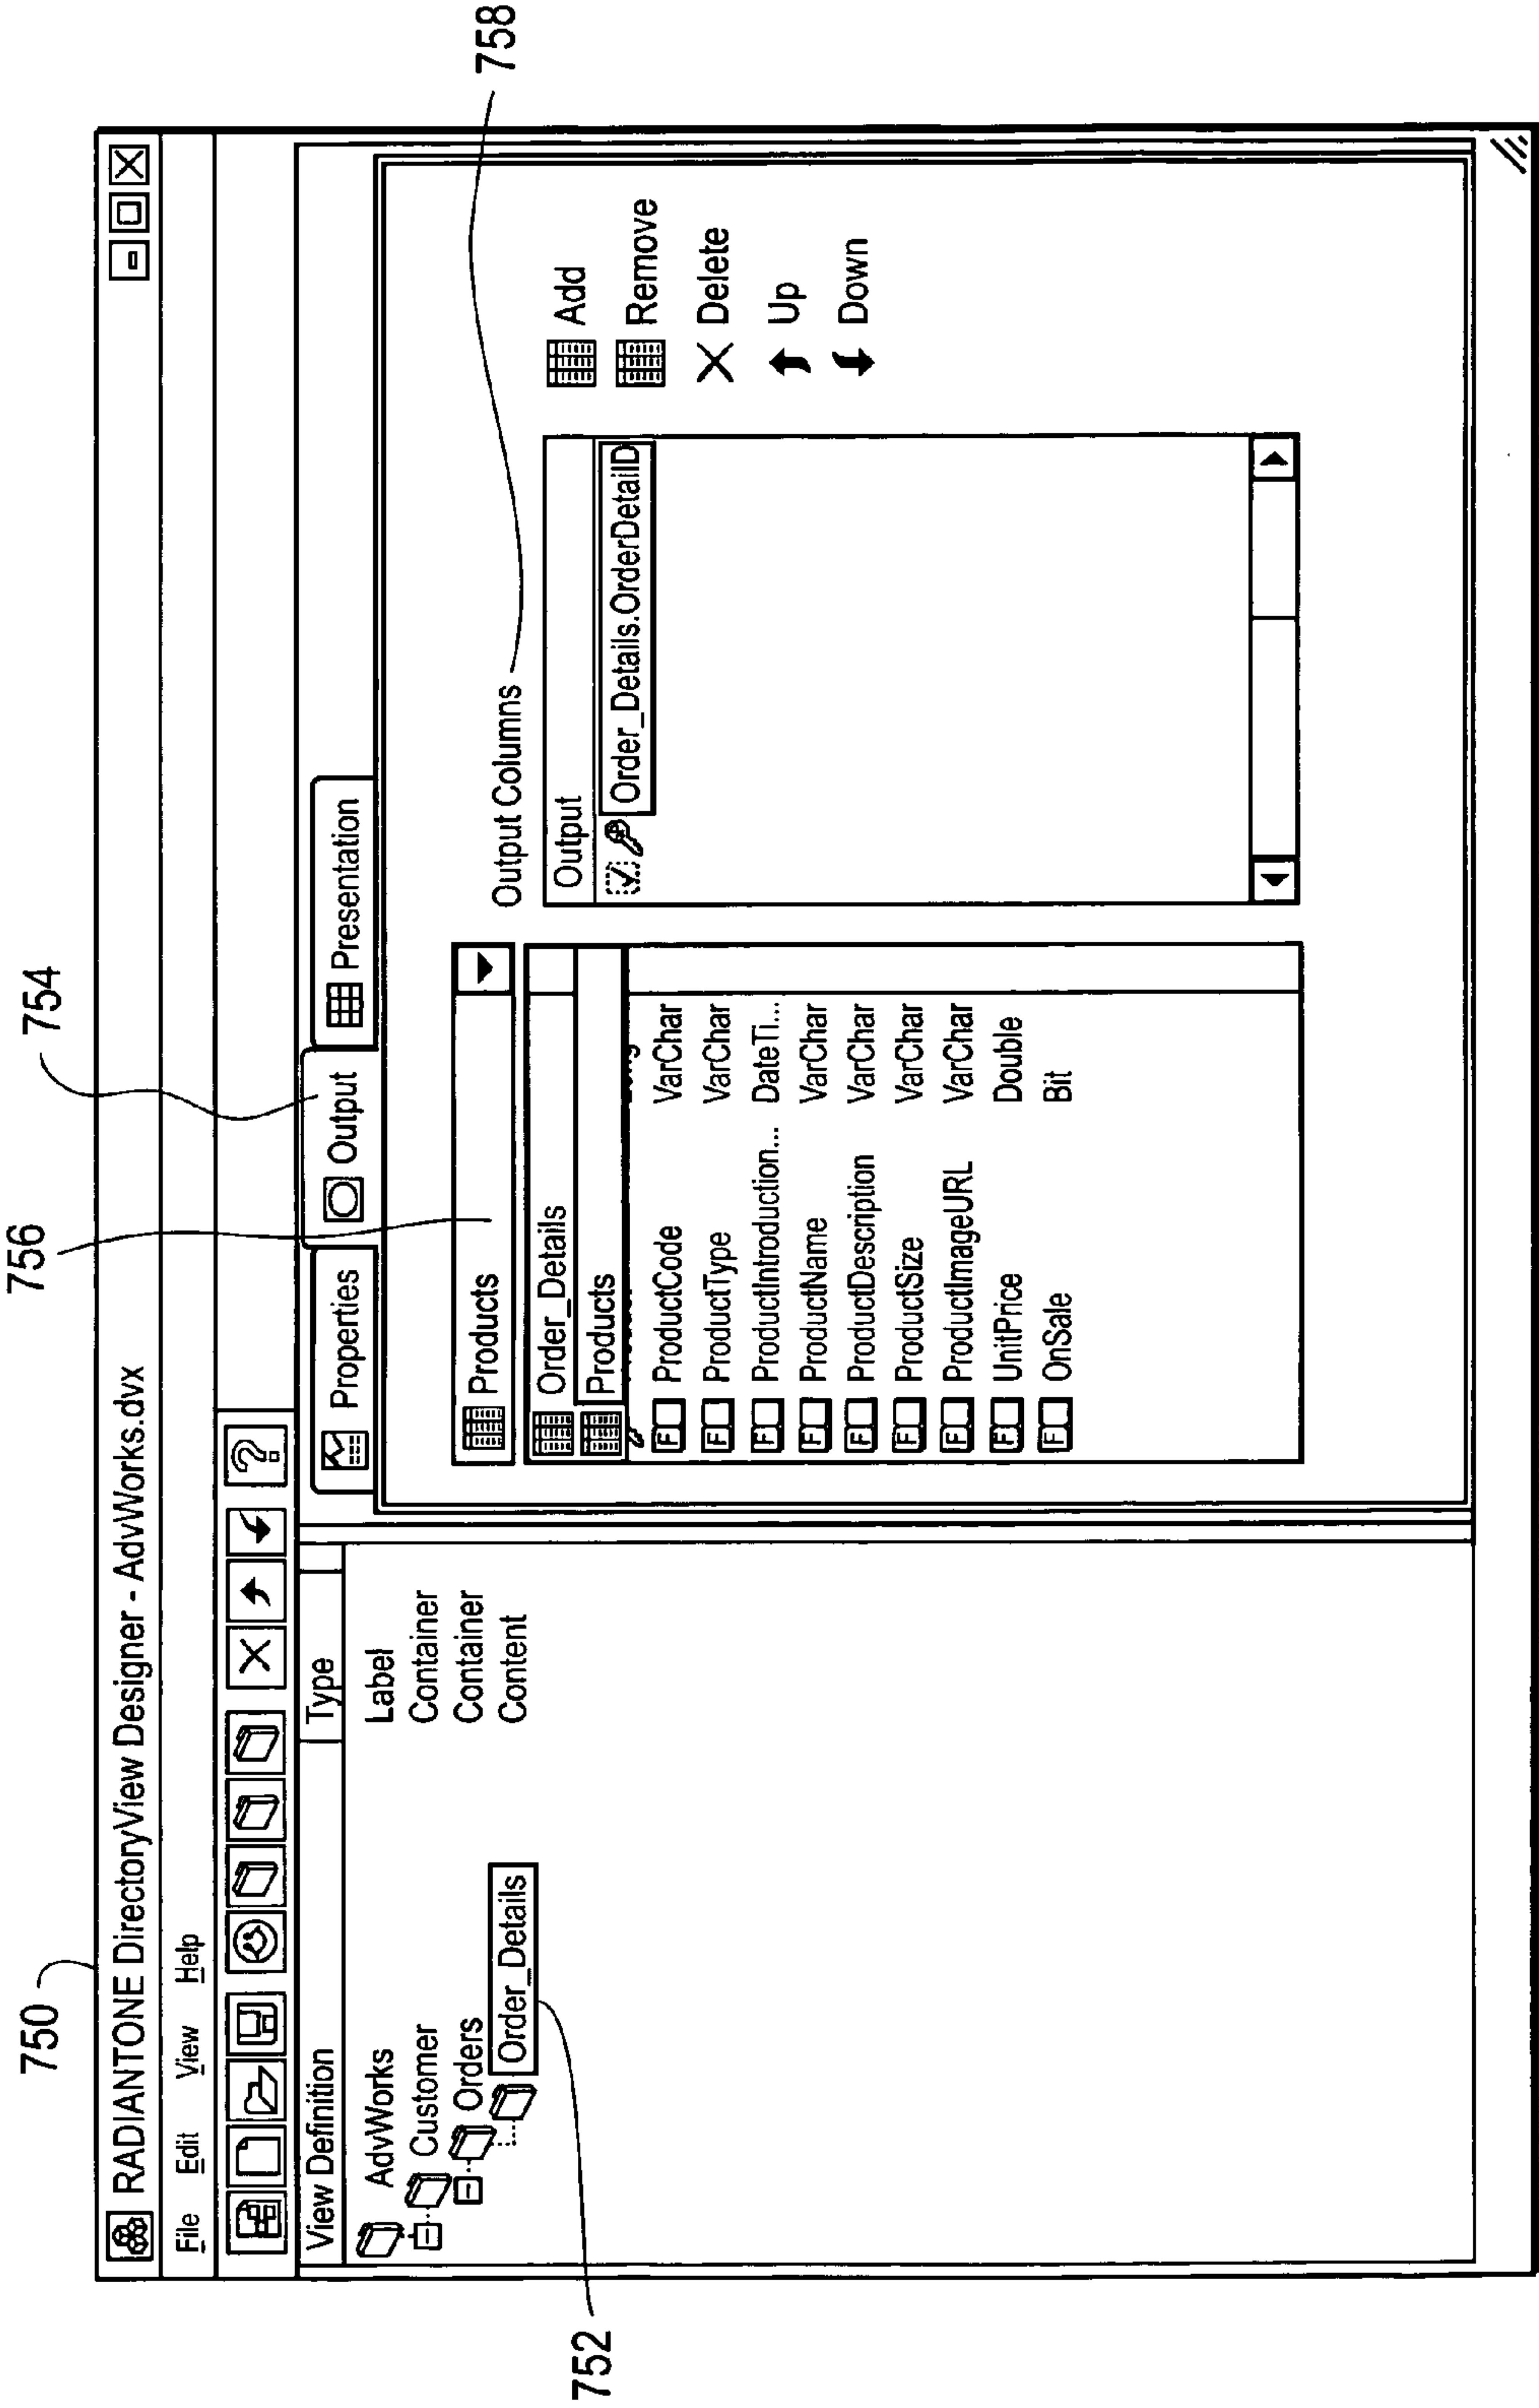 750
756
754
758
752
RADIANTONE DirectoryView Designer - AdvWorks.dvx
File Edit View Help
View Definition Type
AdvWorks Label
Customer Container
Orders Container
Order_Details Content
Properties Output Presentation
Products
Order_Details
Products
ProductCode VarChar
ProductType VarChar
ProductIntroduction... DateTi...
ProductName VarChar
ProductDescription VarChar
ProductSize VarChar
ProductImageURL VarChar
UnitPrice Double
OnSale Bit
Output Columns
Output
Order_Details.OrderDetailID
Add
Remove
Delete
Up
Down